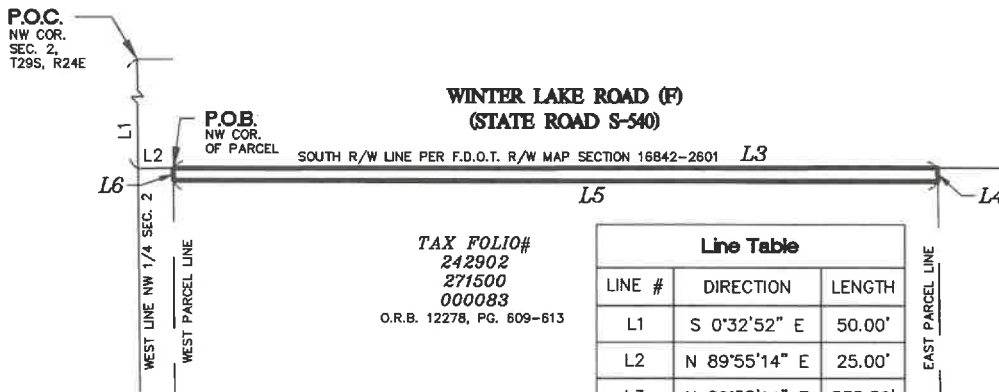 P.O.C.
NW COR.
SEC. 2,
T29S, R24E
WINTER LAKE ROAD (F)
(STATE ROAD S-540)
L1
P.O.B.
NW COR.
OF PARCEL
L2
SOUTH R/W LINE PER F.D.O.T. R/W MAP SECTION 16842-2601
L3
L6
L5
L4
WEST LINE NW 1/4 SEC. 2
WEST PARCEL LINE
TAX FOLIO#
242902
271500
000083
O.R.B. 12278, PG. 609-613
Line Table
LINE # DIRECTION LENGTH
L1 S 0°32'52" E 50.00'
L2 N 89°55'14" E 25.00'
EAST PARCEL LINE